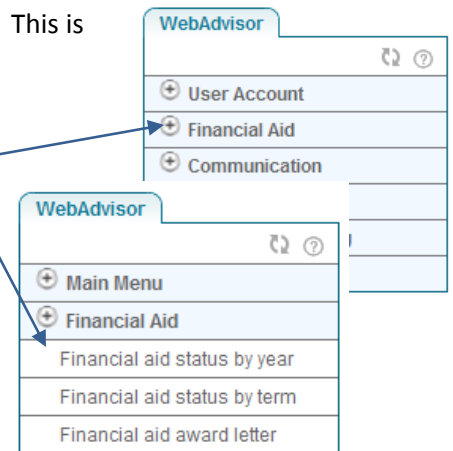 This is
WebAdvisor
User Account
Financial Aid
Communication
WebAdvisor
Main Menu
Financial Aid
Financial aid status by year
Financial aid status by term
Financial aid award letter